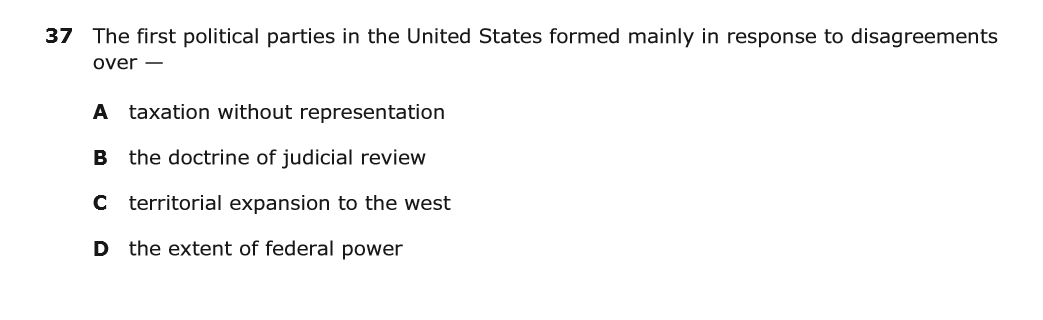 37 The first political parties in the United States formed mainly in response to disagreements
over —
A taxation without representation
B the doctrine of judicial review
C territorial expansion to the west
D the extent of federal power